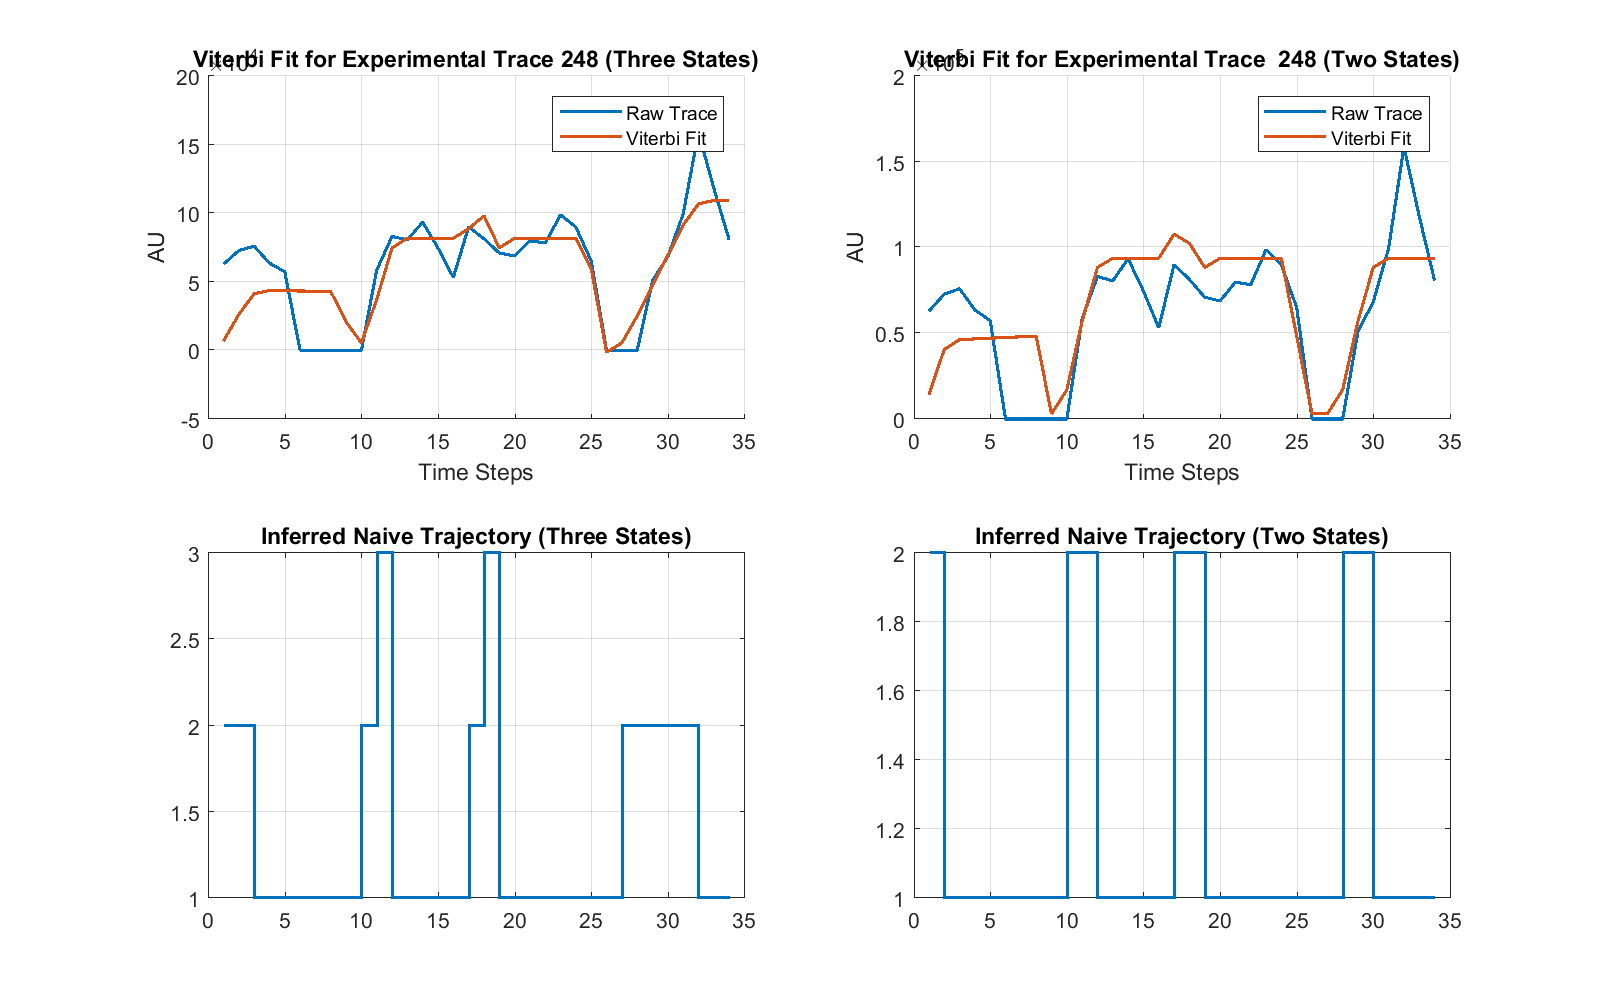 Viterbi Fit for Experimental Trace 248 (Three States)
20
15
10
5
0
-5
AU
Raw Trace
Viterbi Fit
0 5 10 15 20 25 30 35
Time Steps
Viterbi Fit for Experimental Trace  248 (Two States)
2
1.5
1
0.5
0
AU
Raw Trace
Viterbi Fit
0 5 10 15 20 25 30 35
Time Steps
Inferred Naive Trajectory (Three States)
3
2.5
2
1.5
1
0 5 10 15 20 25 30 35
Inferred Naive Trajectory (Two States)
2
1.8
1.6
1.4
1.2
1
0 5 10 15 20 25 30 35